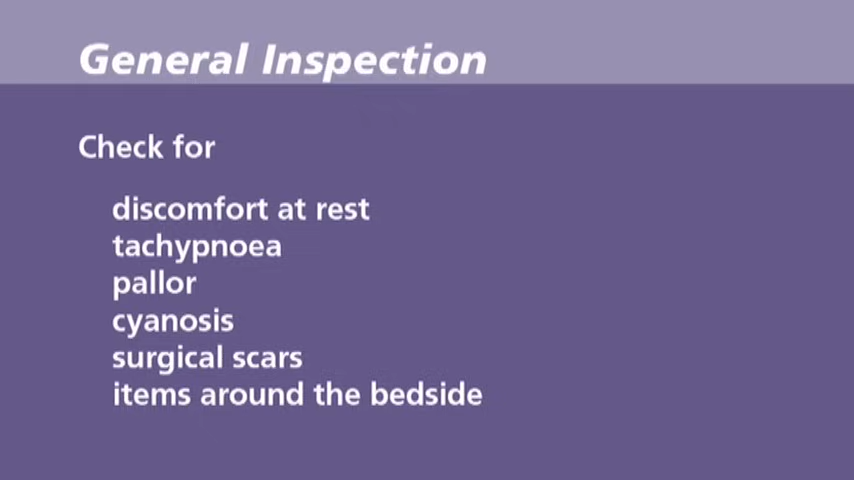 General Inspection
Check for
discomfort at rest
tachypnoea
pallor
cyanosis
surgical scars
items around the bedside